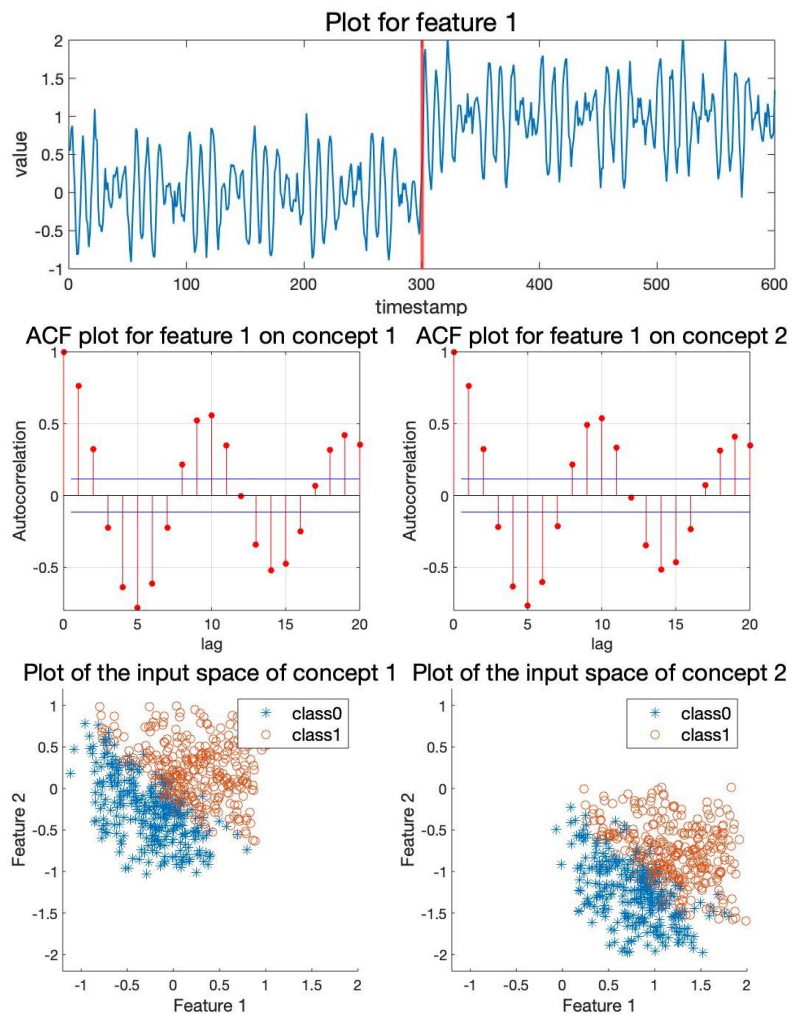 Plot for feature 1
2
1.5
1
0.5
0
-0.5
-1
value
0 100 200 300 400 500 600
timestamp
ACF plot for feature 1 on concept 1
1
0.5
0
-0.5
Autocorrelation
0 5 10 15 20
lag
ACF plot for feature 1 on concept 2
1
0.5
0
-0.5
Autocorrelation
0 5 10 15 20
lag
Plot of the input space of concept 1
class0
class1
1
0.5
0
-0.5
-1
-1.5
-2
Feature 2
-1 -0.5 0 0.5 1 1.5 2
Feature 1
Plot of the input space of concept 2
class0
class1
1
0.5
0
-0.5
-1
-1.5
-2
Feature 2
-1 -0.5 0 0.5 1 1.5 2
Feature 1